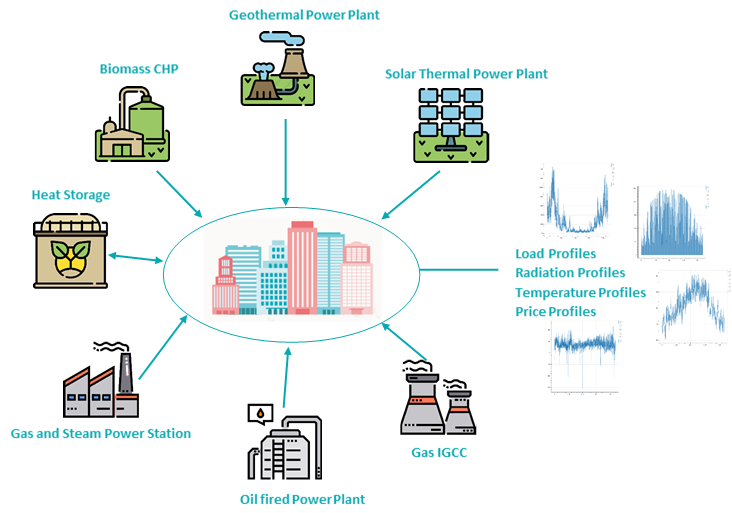 Geothermal Power Plant
Biomass CHP
Solar Thermal Power Plant
Heat Storage
Load Profiles
Radiation Profiles
Temperature Profiles
Price Profiles
Gas and Steam Power Station
Gas IGCC
Oil fired Power Plant